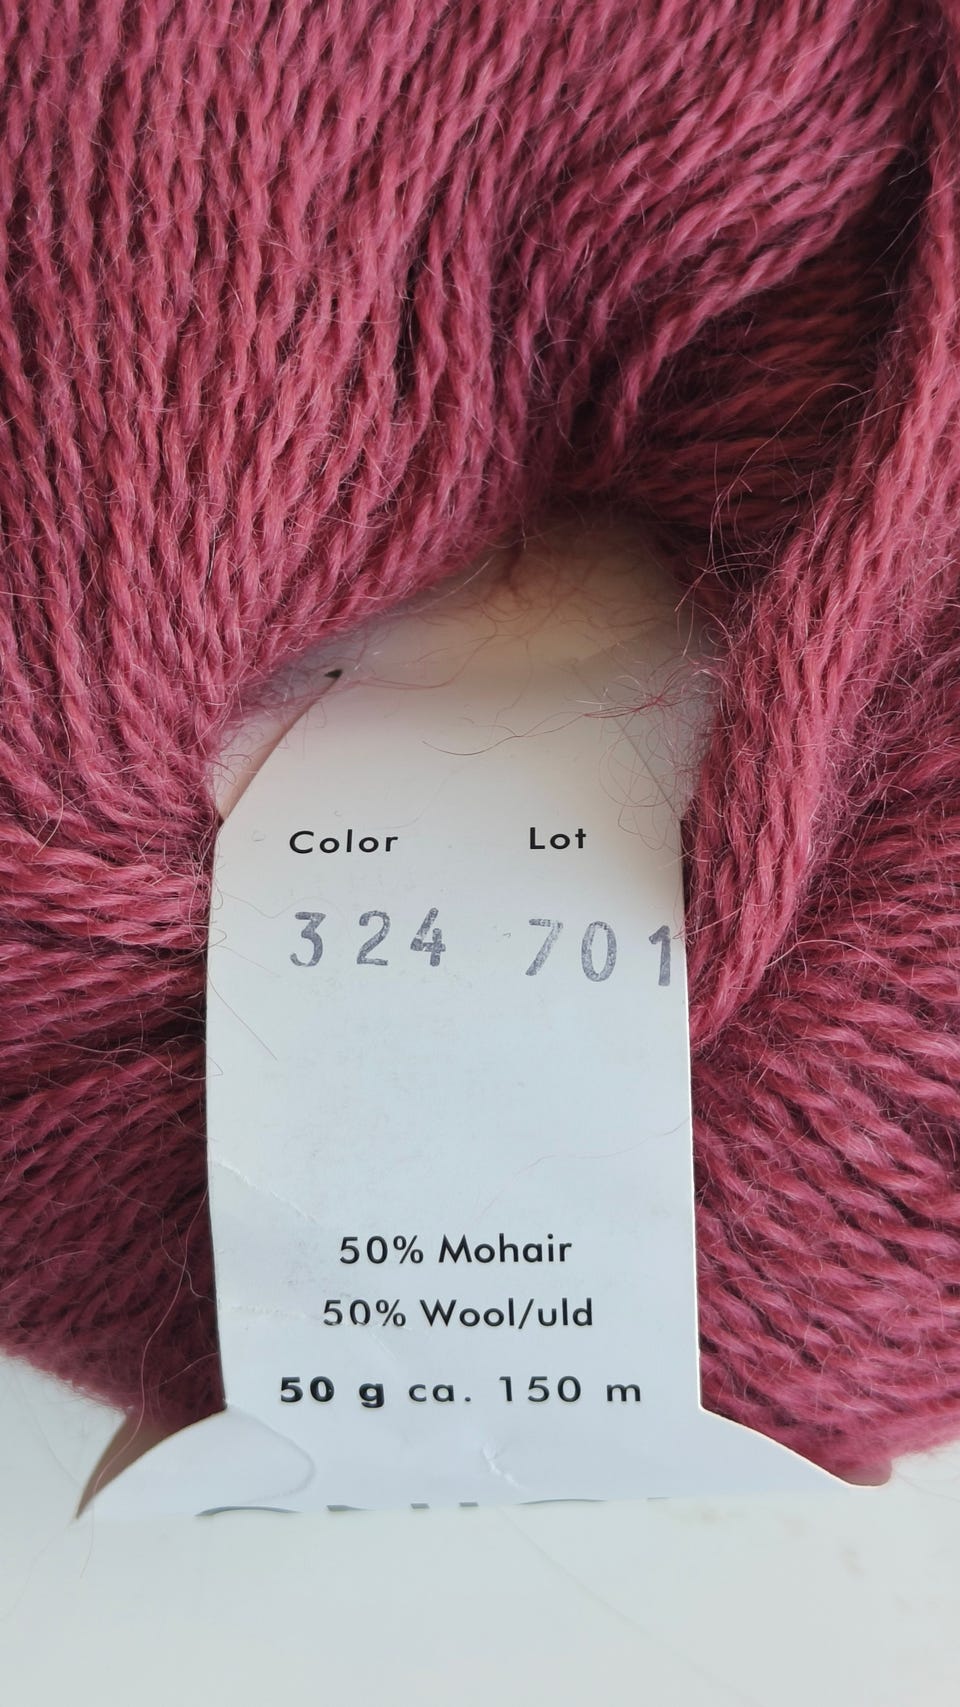 Color Lot
324 701
50% Mohair
50% Wool/uld
50 g ca. 150 m